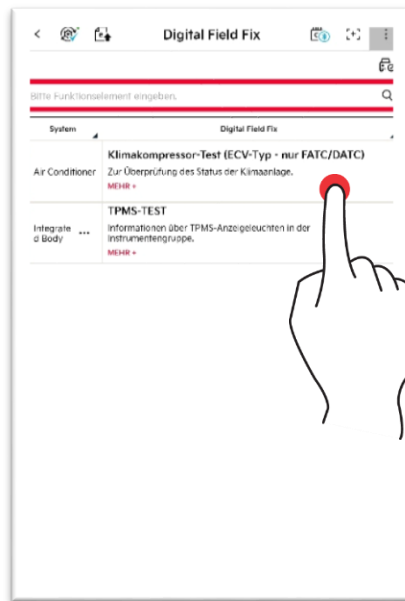 Digital Field Fix
Bitte Funktionselement eingeben.
System
Digital Field Fix
Air Conditioner
Klimakompressor-Test (ECV-Typ - nur FATC/DATC)
Zur Überprüfung des Status der Klimaanlage.
MEHR +
Integrate
d Body
...
TPMS-TEST
Informationen über TPMS-Anzeigeleuchten in der
Instrumentengruppe.
MEHR +